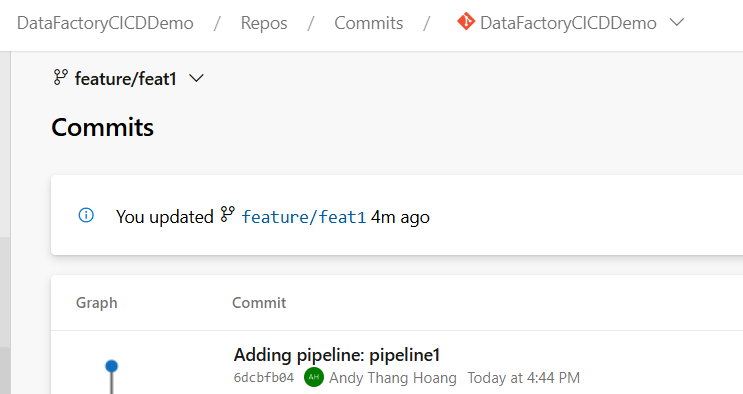 DataFactoryCICDDemo / Repos / Commits / DataFactoryCICDDemo
feature/feat1
Commits
You updated feature/feat1 4m ago
Graph Commit
Adding pipeline: pipeline1
6dcbfb04 AH Andy Thang Hoang Today at 4:44 PM